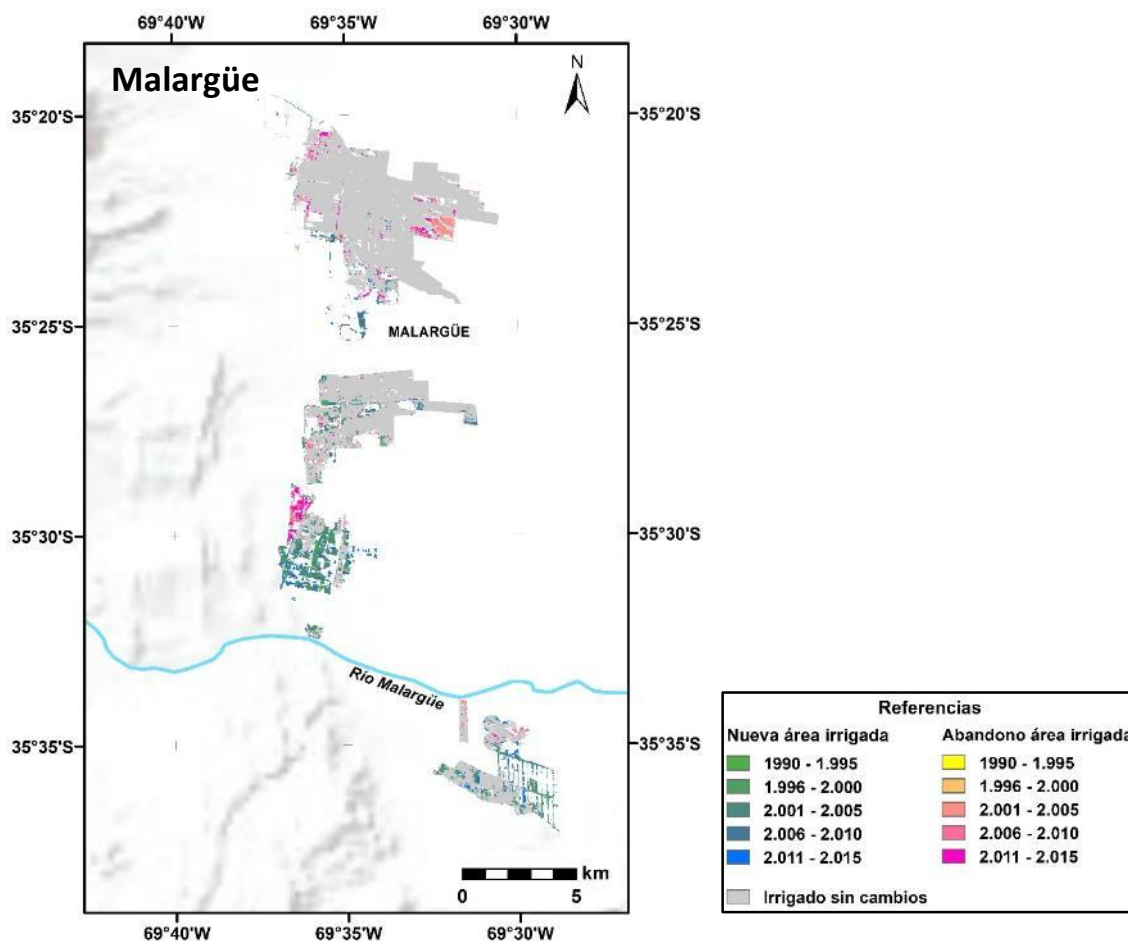 69°40'W 69°35'W 69°30'W
Malargüe
N
35°20'S 35°20'S
35°25'S MALARGÜE 35°25'S
35°30'S 35°30'S
Río Malargüe
35°35'S 35°35'S
km
0 5
69°40'W 69°35'W 69°30'W
Referencias
Nueva área irrigada Abandono área irrigada
1990 - 1.995 1990 - 1.995
1.996 - 2.000 1.996 - 2.000
2.001 - 2.005 2.001 - 2.005
2.006 - 2.010 2.006 - 2.010
2.011 - 2.015 2.011 - 2.015
Irrigado sin cambios